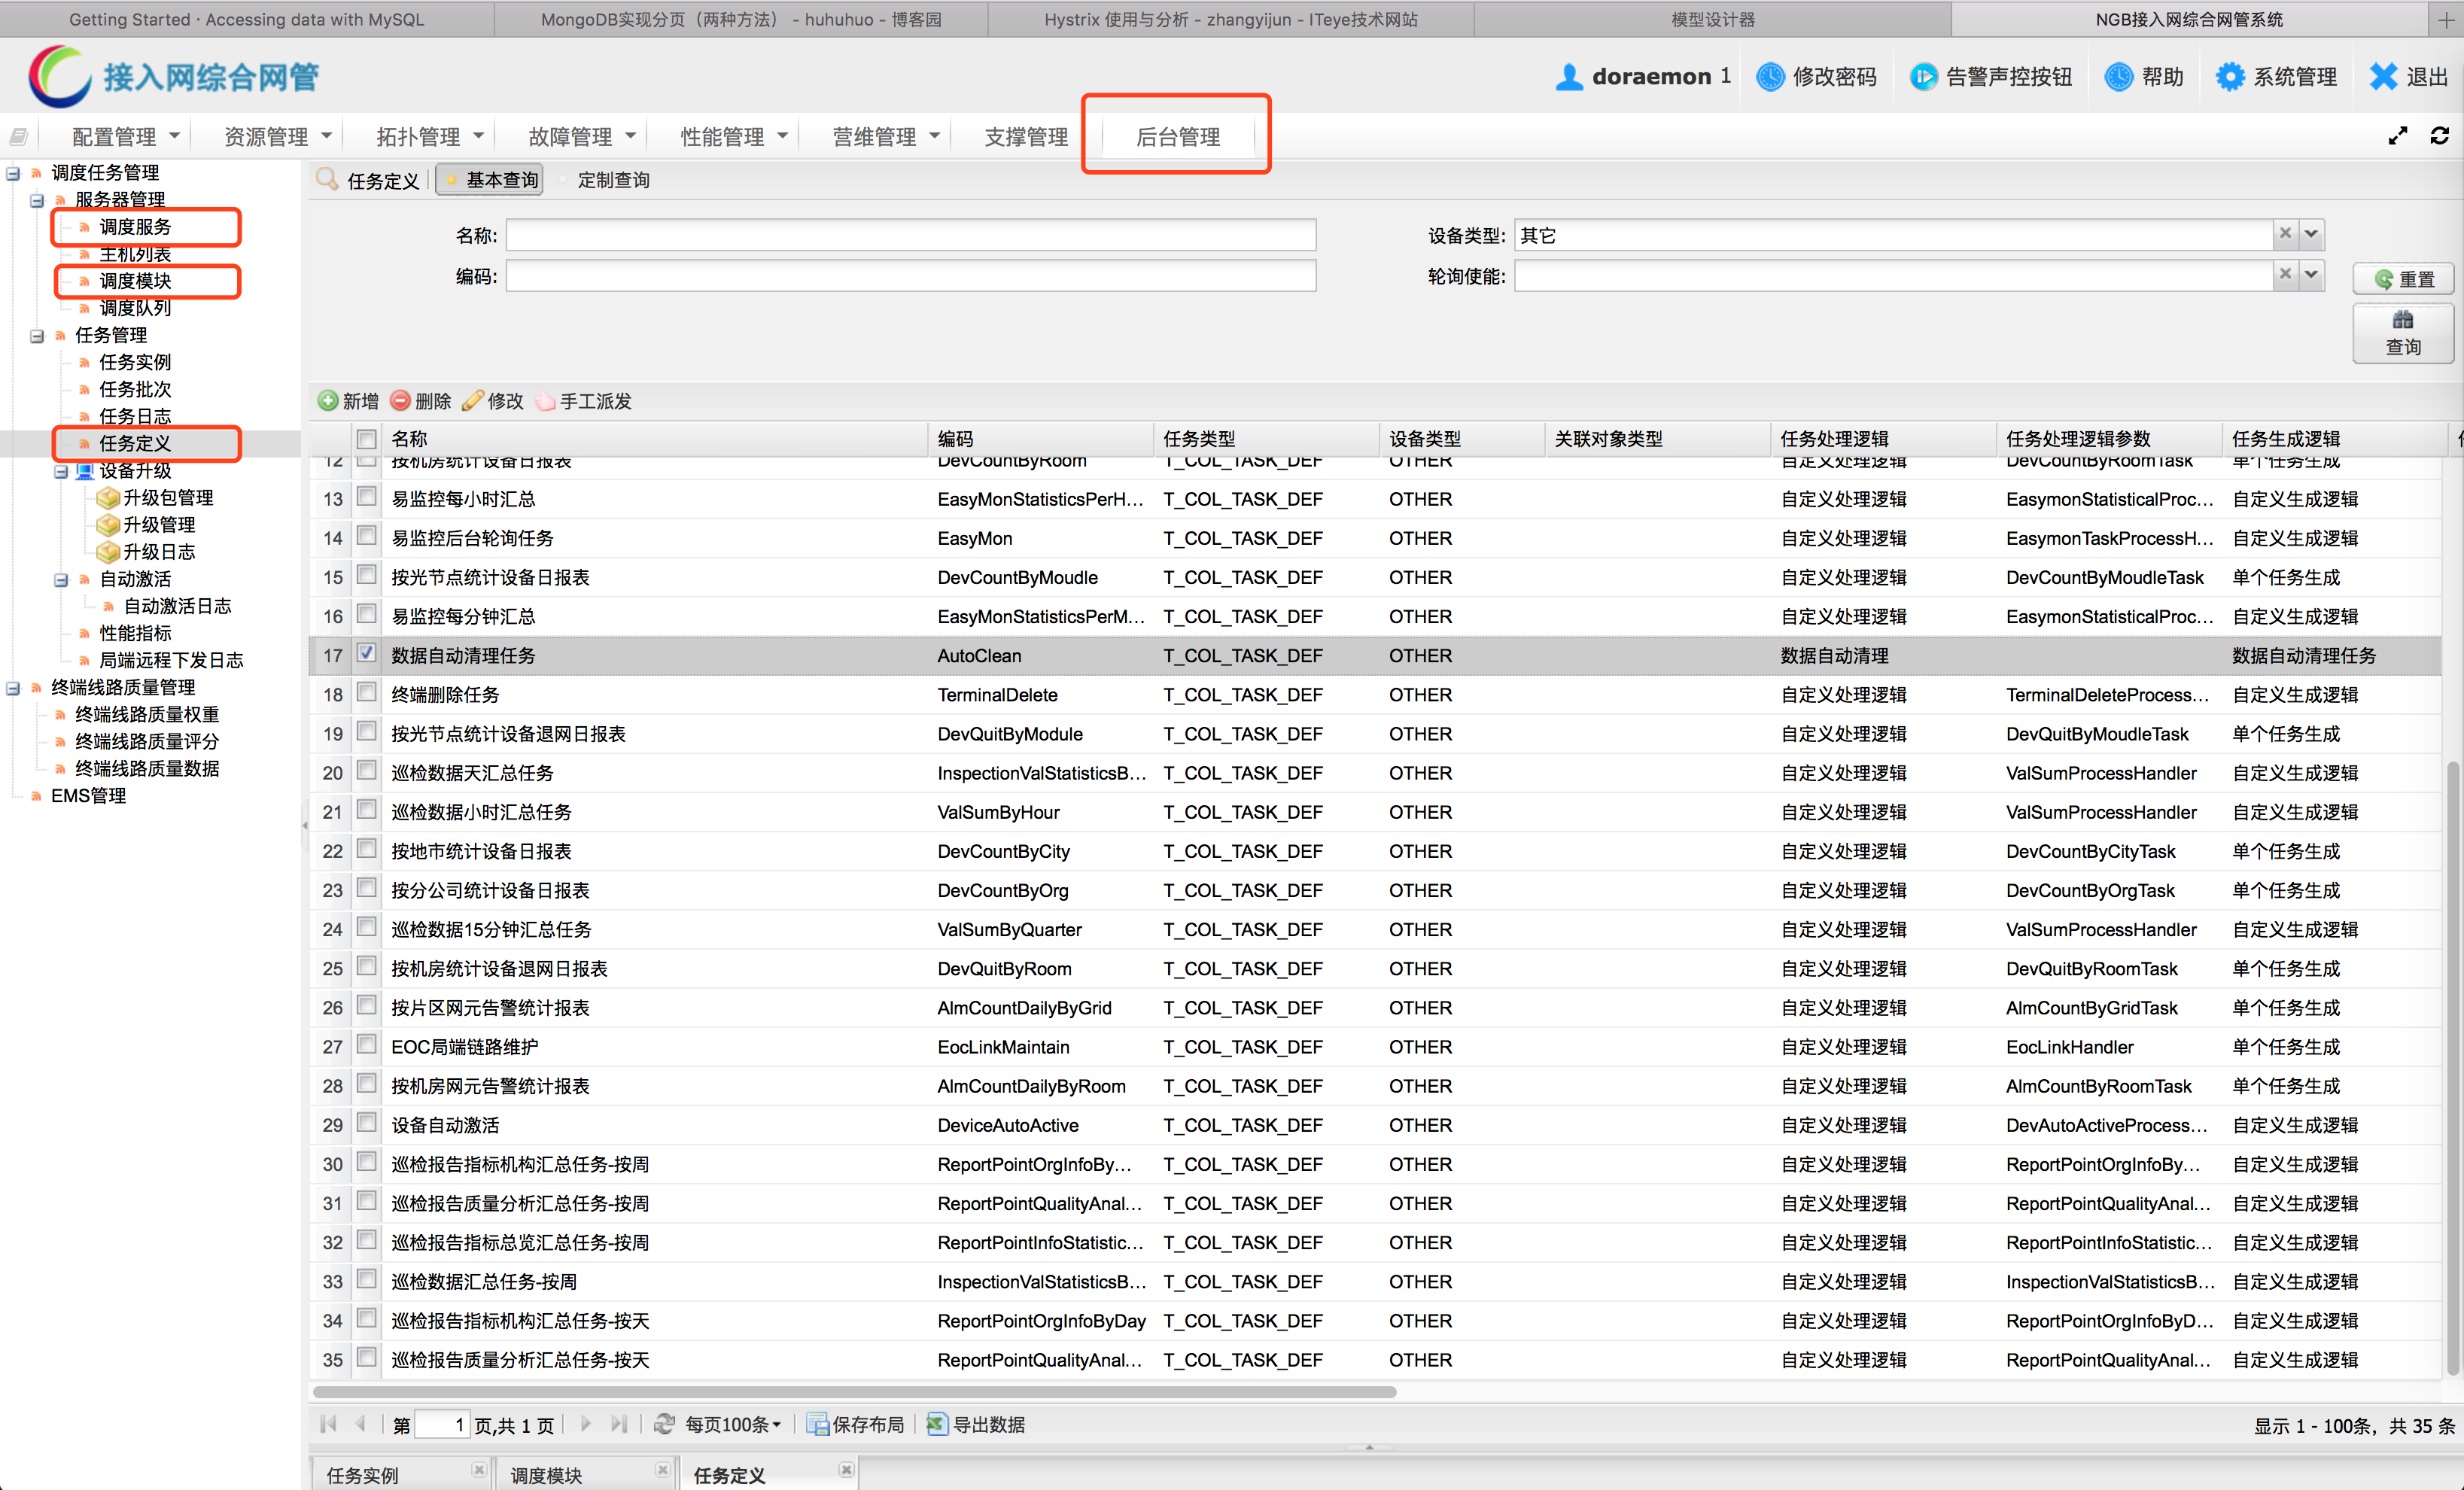 Getting Started · Accessing data with MySQL
MongoDB实现分页（两种方法） - huhuhuo - 博客园
Hystrix 使用与分析 - zhangyijun - ITeye技术网站
模型设计器
NGB接入网综合网管系统
接入网综合网管
doraemon 1
修改密码
告警声控按钮
帮助
系统管理
退出
配置管理
资源管理
拓扑管理
故障管理
性能管理
营维管理
支撑管理
后台管理
调度任务管理
服务器管理
调度服务
主机列表
调度模块
调度队列
任务管理
任务实例
任务批次
任务日志
任务定义
设备升级
升级包管理
升级管理
升级日志
自动激活
自动激活日志
性能指标
局端远程下发日志
终端线路质量管理
终端线路质量权重
终端线路质量评分
终端线路质量数据
EMS管理
任务定义 基本查询 定制查询
名称:
设备类型: 其它
编码:
轮询使能:
重置
查询
新增 删除 修改 手工派发
名称 编码 任务类型 设备类型 关联对象类型 任务处理逻辑 任务处理逻辑参数 任务生成逻辑
12 按机房统计设备日报表 DevCountByRoom T_COL_TASK_DEF OTHER 自定义处理逻辑 DevCountByRoomTask 单个任务生成
13 易监控每小时汇总 EasyMonStatisticsPerH... T_COL_TASK_DEF OTHER 自定义处理逻辑 EasymonStatisticalProc... 自定义生成逻辑
14 易监控后台轮询任务 EasyMon T_COL_TASK_DEF OTHER 自定义处理逻辑 EasymonTaskProcessH... 自定义生成逻辑
15 按光节点统计设备日报表 DevCountByMoudle T_COL_TASK_DEF OTHER 自定义处理逻辑 DevCountByMoudleTask 单个任务生成
16 易监控每分钟汇总 EasyMonStatisticsPerM... T_COL_TASK_DEF OTHER 自定义处理逻辑 EasymonStatisticalProc... 自定义生成逻辑
17 数据自动清理任务 AutoClean T_COL_TASK_DEF OTHER 数据自动清理 数据自动清理任务
18 终端删除任务 TerminalDelete T_COL_TASK_DEF OTHER 自定义处理逻辑 TerminalDeleteProcess... 自定义生成逻辑
19 按光节点统计设备退网日报表 DevQuitByModule T_COL_TASK_DEF OTHER 自定义处理逻辑 DevQuitByMoudleTask 单个任务生成
20 巡检数据天汇总任务 InspectionValStatisticsB... T_COL_TASK_DEF OTHER 自定义处理逻辑 ValSumProcessHandler 自定义生成逻辑
21 巡检数据小时汇总任务 ValSumByHour T_COL_TASK_DEF OTHER 自定义处理逻辑 ValSumProcessHandler 自定义生成逻辑
22 按地市统计设备日报表 DevCountByCity T_COL_TASK_DEF OTHER 自定义处理逻辑 DevCountByCityTask 单个任务生成
23 按分公司统计设备日报表 DevCountByOrg T_COL_TASK_DEF OTHER 自定义处理逻辑 DevCountByOrgTask 单个任务生成
24 巡检数据15分钟汇总任务 ValSumByQuarter T_COL_TASK_DEF OTHER 自定义处理逻辑 ValSumProcessHandler 自定义生成逻辑
25 按机房统计设备退网日报表 DevQuitByRoom T_COL_TASK_DEF OTHER 自定义处理逻辑 DevQuitByRoomTask 单个任务生成
26 按片区网元告警统计报表 AlmCountDailyByGrid T_COL_TASK_DEF OTHER 自定义处理逻辑 AlmCountByGridTask 单个任务生成
27 EOC局端链路维护 EocLinkMaintain T_COL_TASK_DEF OTHER 自定义处理逻辑 EocLinkHandler 单个任务生成
28 按机房网元告警统计报表 AlmCountDailyByRoom T_COL_TASK_DEF OTHER 自定义处理逻辑 AlmCountByRoomTask 单个任务生成
29 设备自动激活 DeviceAutoActive T_COL_TASK_DEF OTHER 自定义处理逻辑 DevAutoActiveProcess... 自定义生成逻辑
30 巡检报告指标机构汇总任务-按周 ReportPointOrgInfoBy... T_COL_TASK_DEF OTHER 自定义处理逻辑 ReportPointOrgInfoBy... 自定义生成逻辑
31 巡检报告质量分析汇总任务-按周 ReportPointQualityAnal... T_COL_TASK_DEF OTHER 自定义处理逻辑 ReportPointQualityAnal... 自定义生成逻辑
32 巡检报告指标总览汇总任务-按周 ReportPointInfoStatistic... T_COL_TASK_DEF OTHER 自定义处理逻辑 ReportPointInfoStatistic... 自定义生成逻辑
33 巡检数据汇总任务-按周 InspectionValStatisticsB... T_COL_TASK_DEF OTHER 自定义处理逻辑 InspectionValStatisticsB... 自定义生成逻辑
34 巡检报告指标机构汇总任务-按天 ReportPointOrgInfoByDay T_COL_TASK_DEF OTHER 自定义处理逻辑 ReportPointOrgInfoByD... 自定义生成逻辑
35 巡检报告质量分析汇总任务-按天 ReportPointQualityAnal... T_COL_TASK_DEF OTHER 自定义处理逻辑 ReportPointQualityAnal... 自定义生成逻辑
第 1 页,共 1 页 每页100条 保存布局 导出数据
显示 1 - 100条，共 35 条
任务实例 调度模块 任务定义